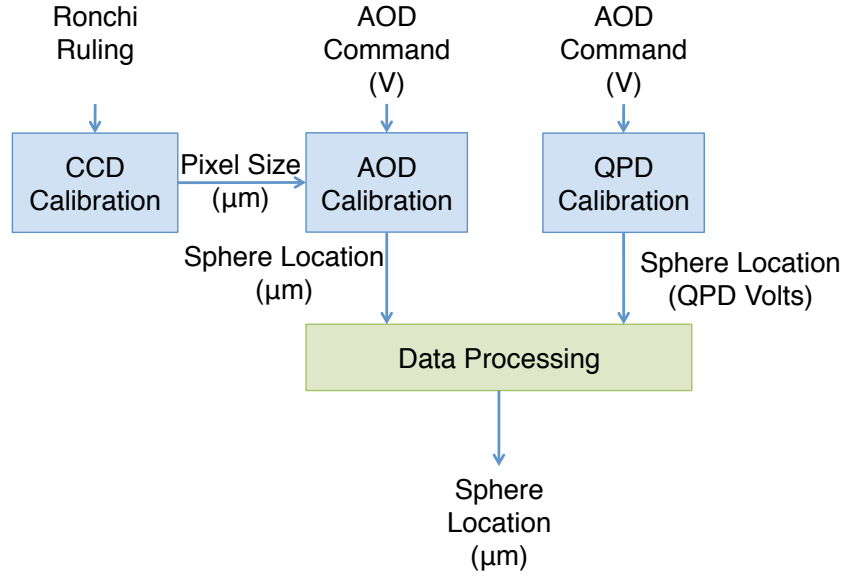 Ronchi
Ruling
AOD
Command
(V)
AOD
Command
(V)
CCD
Calibration
Pixel Size
(μm)
AOD
Calibration
QPD
Calibration
Sphere Location
(μm)
Sphere Location
(QPD Volts)
Data Processing
Sphere
Location
(μm)